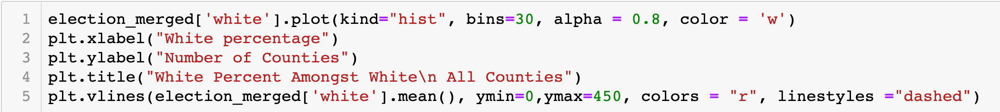 1 election_merged['white'].plot(kind="hist", bins=30, alpha = 0.8, color = 'w')
2 plt.xlabel("White percentage")
3 plt.ylabel("Number of Counties")
4 plt.title("White Percent Amongst White\n All Counties")
5 plt.vlines(election_merged['white'].mean(), ymin=0,ymax=450, colors = "r", linestyles ="dashed")